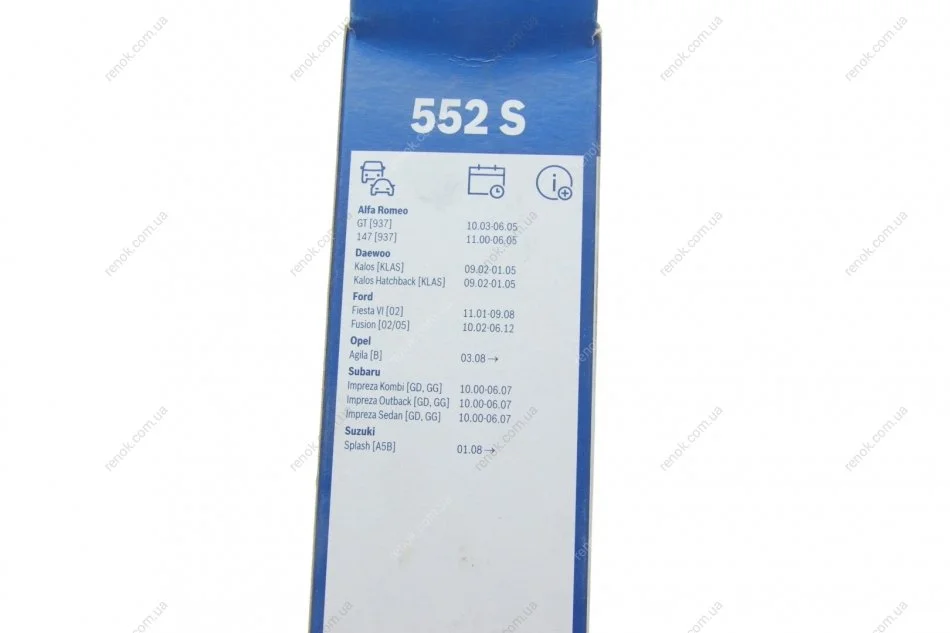 552 S
Alfa Romeo
GT [937] 10.03-06.05
147 [937] 11.00-06.05
Daewoo
Kalos [KLAS] 09.02-01.05
Kalos Hatchback [KLAS] 09.02-01.05
Ford
Fiesta VI [02] 11.01-09.08
Fusion [02/05] 10.02-06.12
Opel
Agila [B] 03.08 →
Subaru
Impreza Kombi [GD, GG] 10.00-06.07
Impreza Outback [GD, GG] 10.00-06.07
Impreza Sedan [GD, GG] 10.00-06.07
Suzuki
Splash [A5B] 01.08 →
renok.com.ua